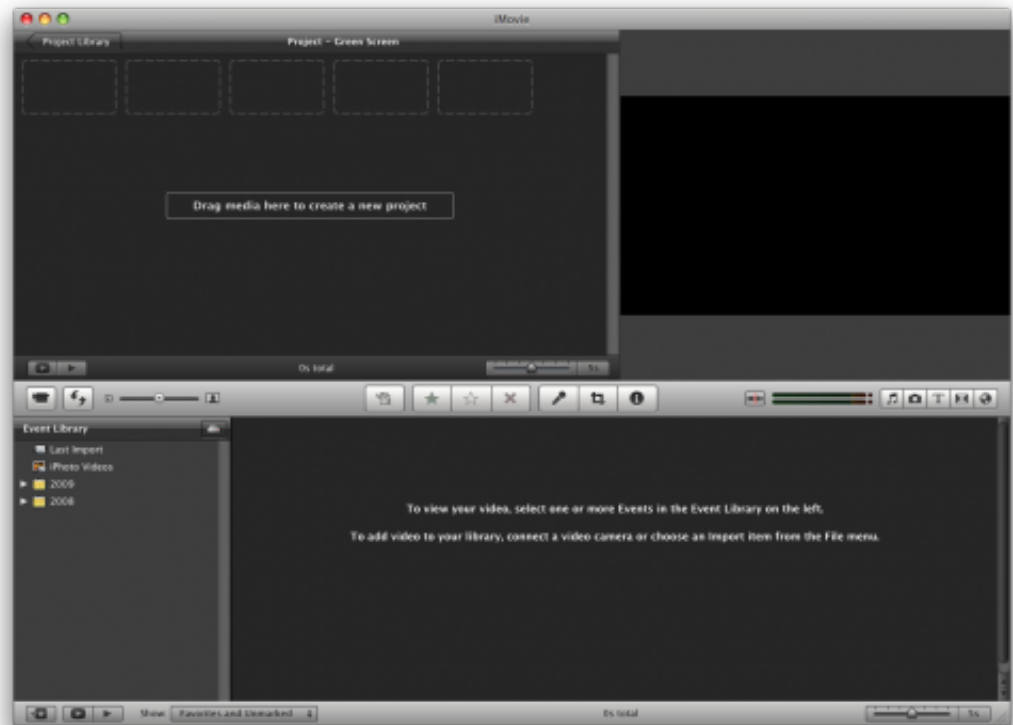 iMovie
Project Library
Project - Green Screen
Drag media here to create a new project
0s total
5s
Event Library
Last Import
iPhoto Videos
2009
2008
To view your video, select one or more Events in the Event Library on the left.
To add video to your library, connect a video camera or choose an Import item from the File menu.
Show: Favorites and Unmarked
0s total
5s